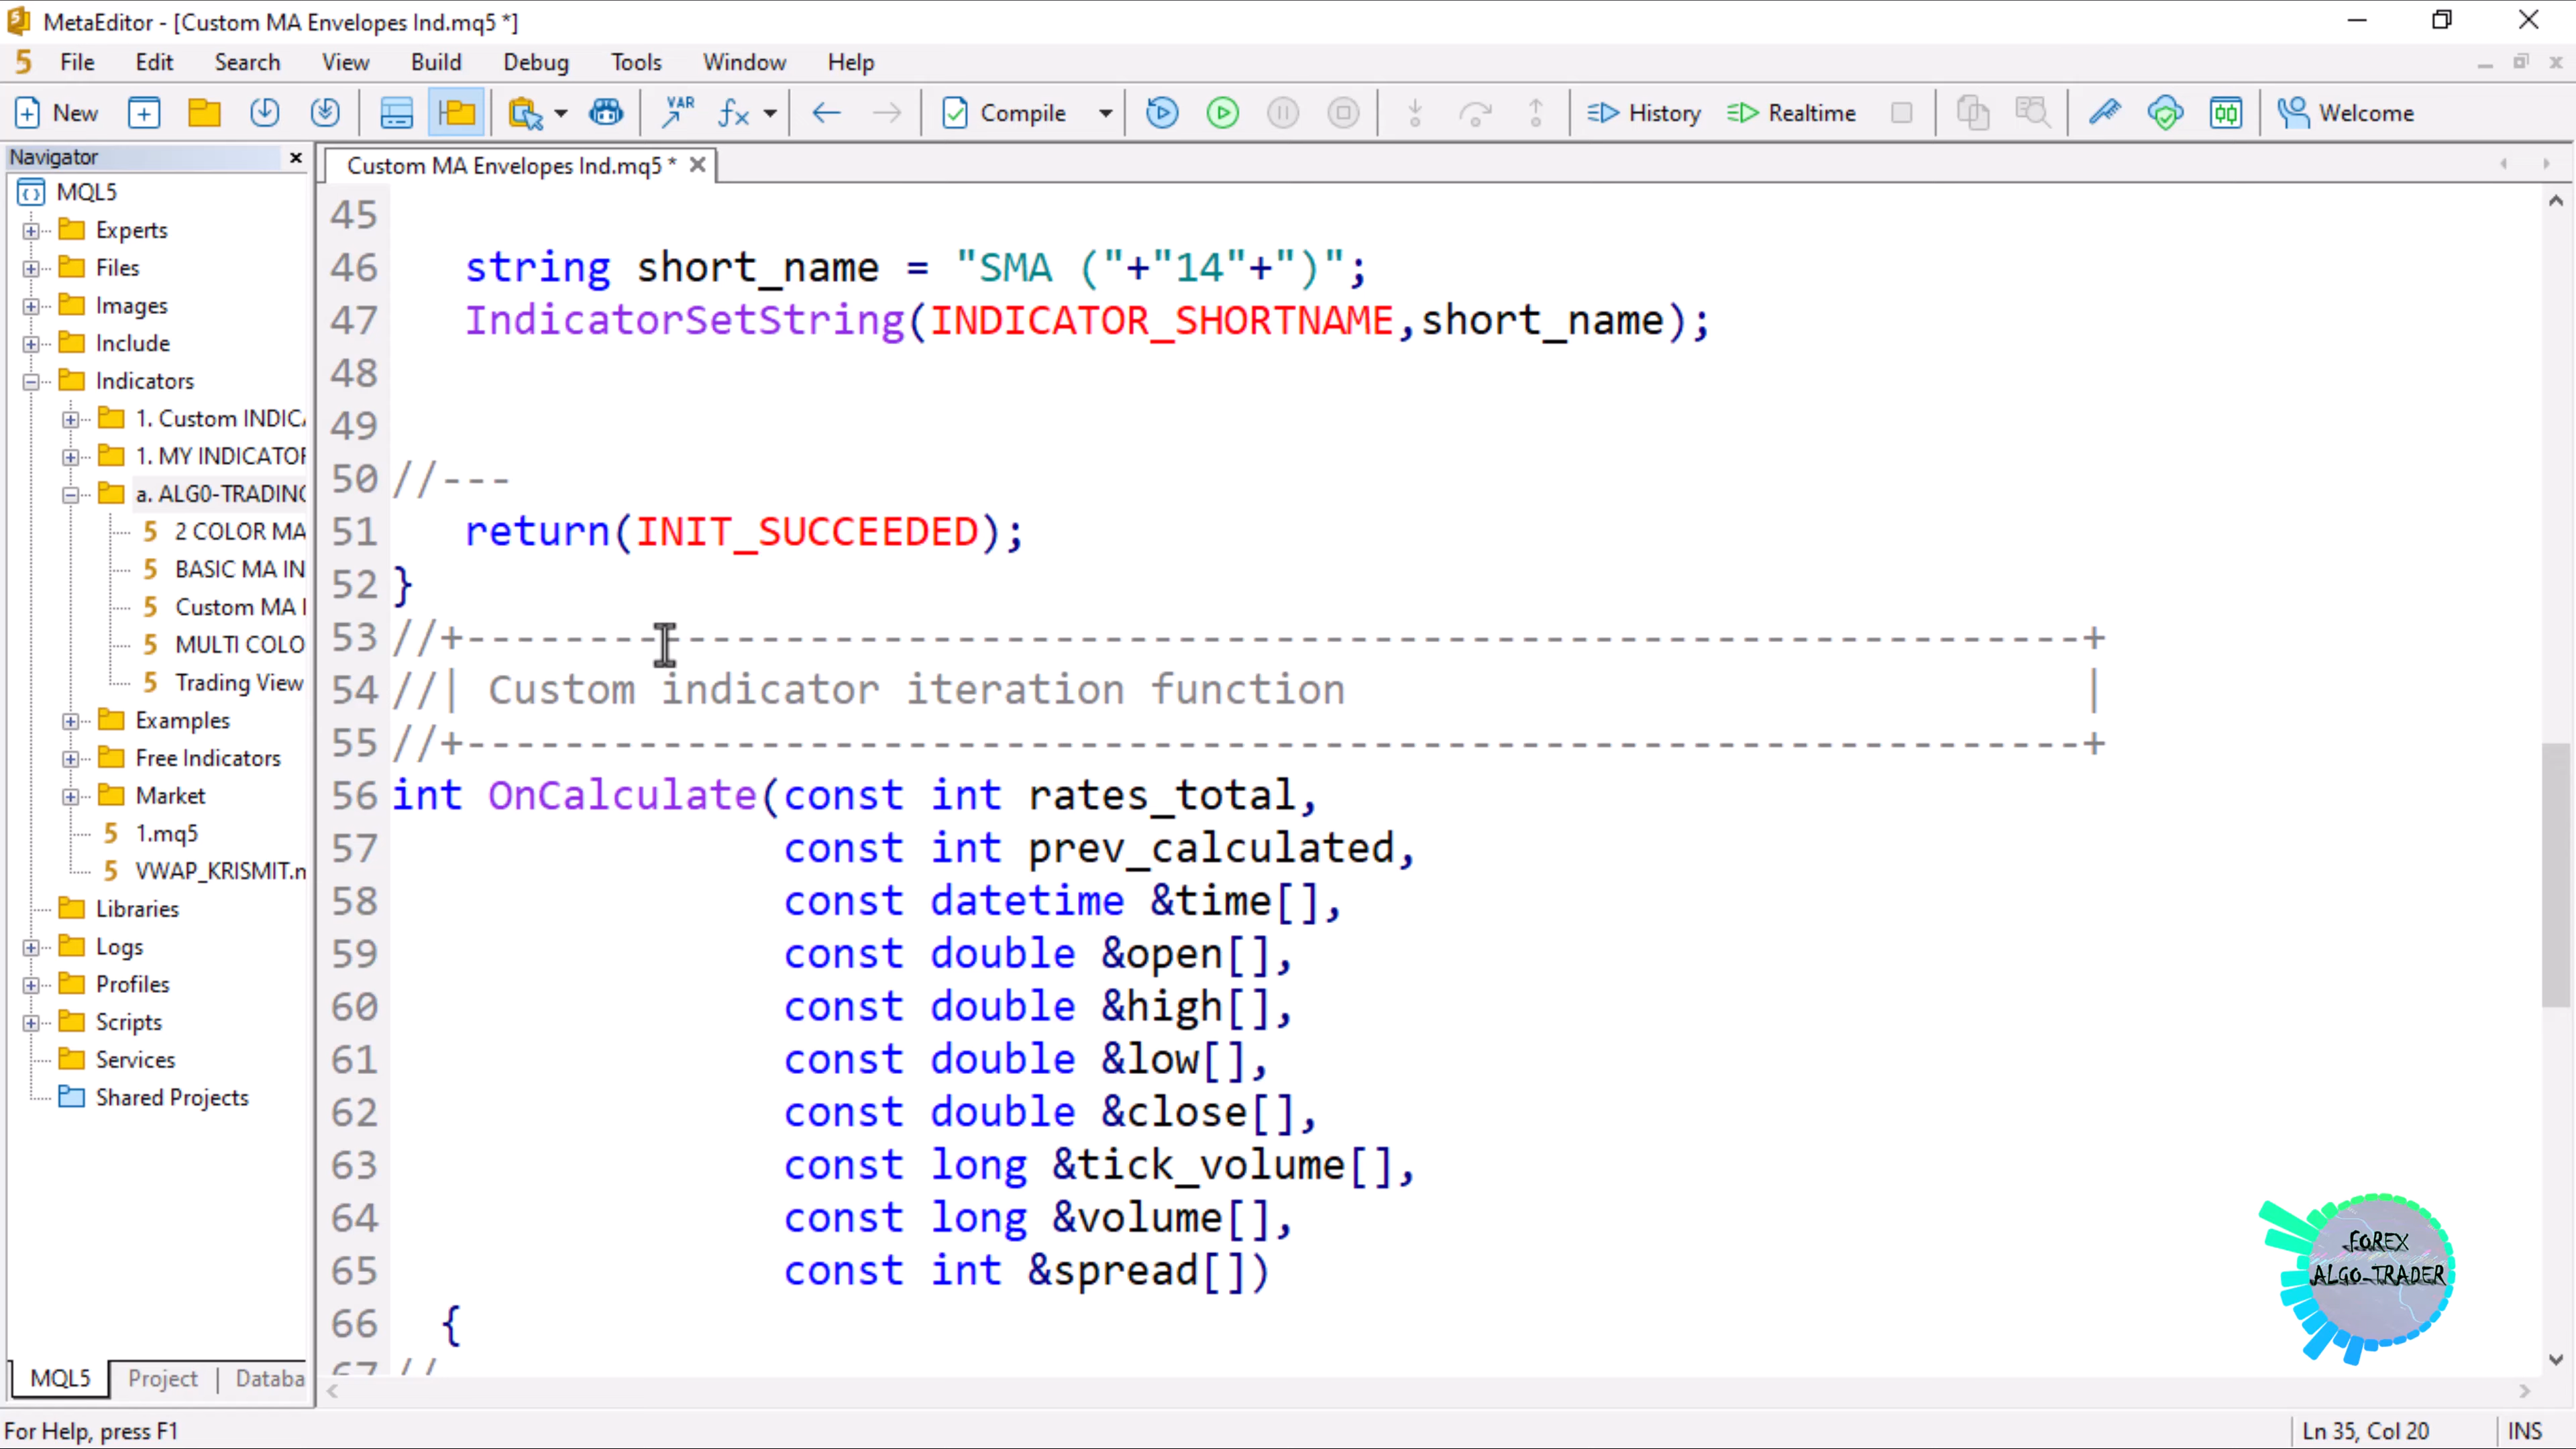 MetaEditor - [Custom MA Envelopes Ind.mq5 *]
File Edit Search View Build Debug Tools Window Help
New VAR Compile History Realtime Welcome
Navigator
Custom MA Envelopes Ind.mq5 *
MQL5
Experts
Files
Images
Include
Indicators
1. Custom INDIC
1. MY INDICATOR
a. ALG0-TRADING
2 COLOR MA
BASIC MA IN
Custom MA
MULTI COLO
Trading View
Examples
Free Indicators
Market
1.mq5
VWAP_KRISMIT.m
Libraries
Logs
Profiles
Scripts
Services
Shared Projects
MQL5 Project Databa
45
46 string short_name = "SMA ("+"14"+")";
47 IndicatorSetString(INDICATOR_SHORTNAME,short_name);
48
49
50 //---
51 return(INIT_SUCCEEDED);
52 }
53 //+------------------------------------------------------------------+
54 //| Custom indicator iteration function |
55 //+------------------------------------------------------------------+
56 int OnCalculate(const int rates_total,
57 const int prev_calculated,
58 const datetime &time[],
59 const double &open[],
60 const double &high[],
61 const double &low[],
62 const double &close[],
63 const long &tick_volume[],
64 const long &volume[],
65 const int &spread[])
66 {
67 //
FOREX
ALGO-TRADER
For Help, press F1
Ln 35, Col 20 INS